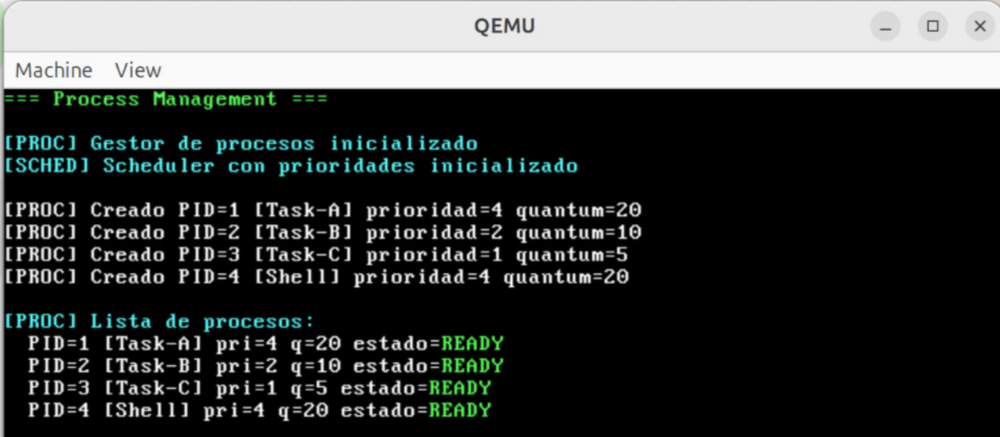 QEMU
Machine View
=== Process Management ===
[PROC] Gestor de procesos inicializado
[SCHED] Scheduler con prioridades inicializado
[PROC] Creado PID=1 [Task-A] prioridad=4 quantum=20
[PROC] Creado PID=2 [Task-B] prioridad=2 quantum=10
[PROC] Creado PID=3 [Task-C] prioridad=1 quantum=5
[PROC] Creado PID=4 [Shell] prioridad=4 quantum=20
[PROC] Lista de procesos:
PID=1 [Task-A] pri=4 q=20 estado=READY
PID=2 [Task-B] pri=2 q=10 estado=READY
PID=3 [Task-C] pri=1 q=5 estado=READY
PID=4 [Shell] pri=4 q=20 estado=READY